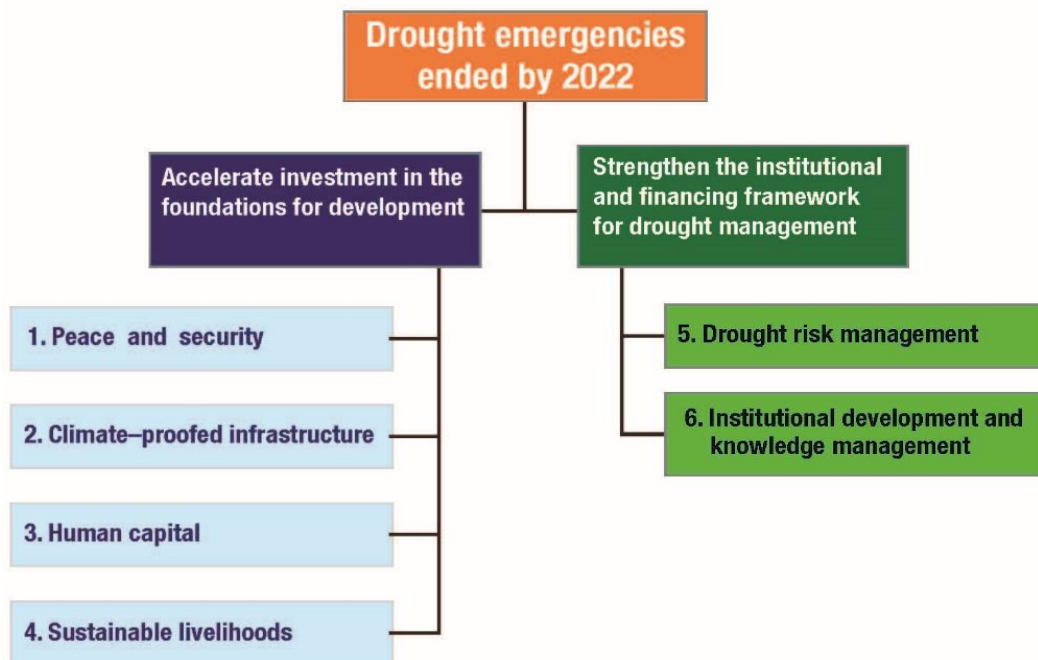 Drought emergencies
ended by 2022
Accelerate investment in the
foundations for development
Strengthen the institutional
and financing framework
for drought management
1. Peace and security
2. Climate–proofed infrastructure
3. Human capital
4. Sustainable livelihoods
5. Drought risk management
6. Institutional development and
knowledge management